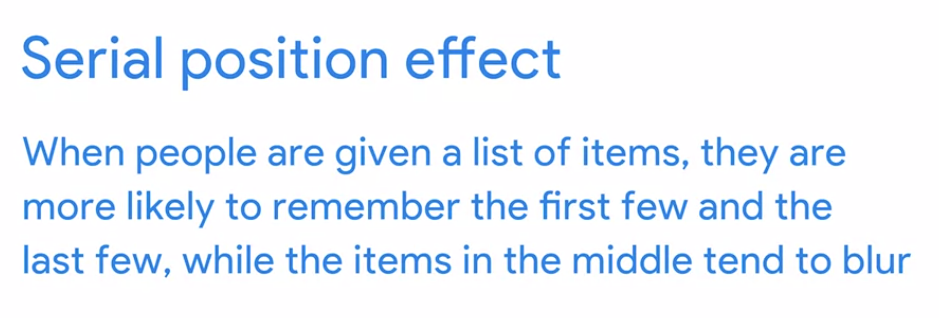 Serial position effect
When people are given a list of items, they are
more likely to remember the first few and the
last few, while the items in the middle tend to blur